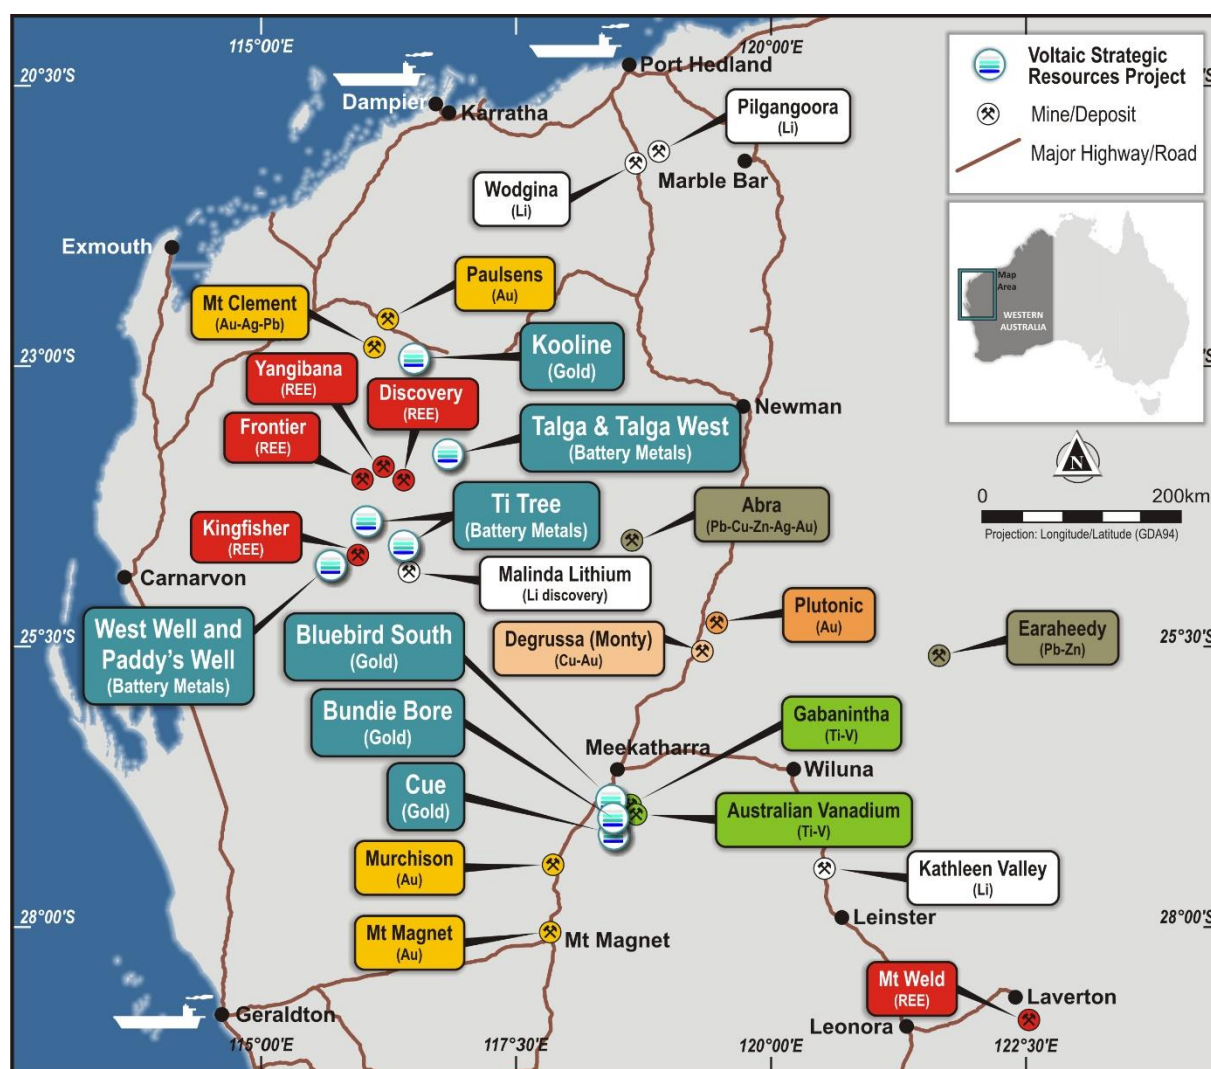 115°00'E
120°00'E
20°30'S
Port Hedland
Dampier
Karratha
Pilgangoora
(Li)
Wodgina
(Li)
Marble Bar
Voltaic Strategic
Resources Project
Mine/Deposit
Major Highway/Road
Exmouth
Map
Area
WESTERN
AUSTRALIA
Paulsens
(Au)
Mt Clement
(Au-Ag-Pb)
23°00'S
Kooline
(Gold)
Yangibana
(REE)
Discovery
(REE)
Newman
Frontier
(REE)
Talga & Talga West
(Battery Metals)
N
0
200km
Projection: Longitude/Latitude (GDA94)
Ti Tree
(Battery Metals)
Abra
(Pb-Cu-Zn-Ag-Au)
Kingfisher
(REE)
Carnarvon
Malinda Lithium
(Li discovery)
West Well and
Paddy's Well
(Battery Metals)
Bluebird South
(Gold)
Plutonic
(Au)
Degrussa (Monty)
(Cu-Au)
25°30'S
25°30'S
Earaheedy
(Pb-Zn)
Bundie Bore
(Gold)
Gabanintha
(Ti-V)
Meekatharra
Wiluna
Cue
(Gold)
Australian Vanadium
(Ti-V)
Murchison
(Au)
Kathleen Valley
(Li)
28°00'S
28°00'S
Leinster
Mt Magnet
(Au)
Mt Magnet
Mt Weld
(REE)
Laverton
Geraldton
Leonora
115°00'E
117°30'E
120°00'E
122°30'E